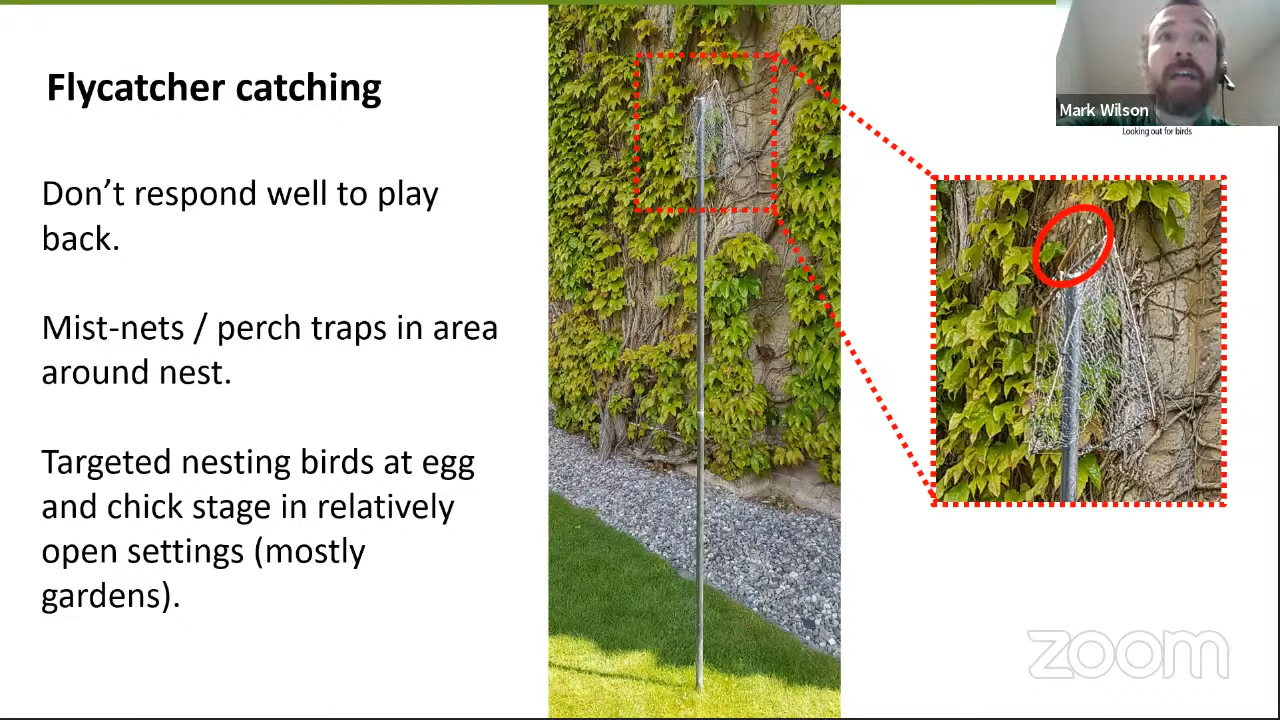 Flycatcher catching
Don’t respond well to play
back.
Mist-nets / perch traps in area
around nest.
Targeted nesting birds at egg
and chick stage in relatively
open settings (mostly
gardens).
Mark Wilson
Looking out for birds
zoom